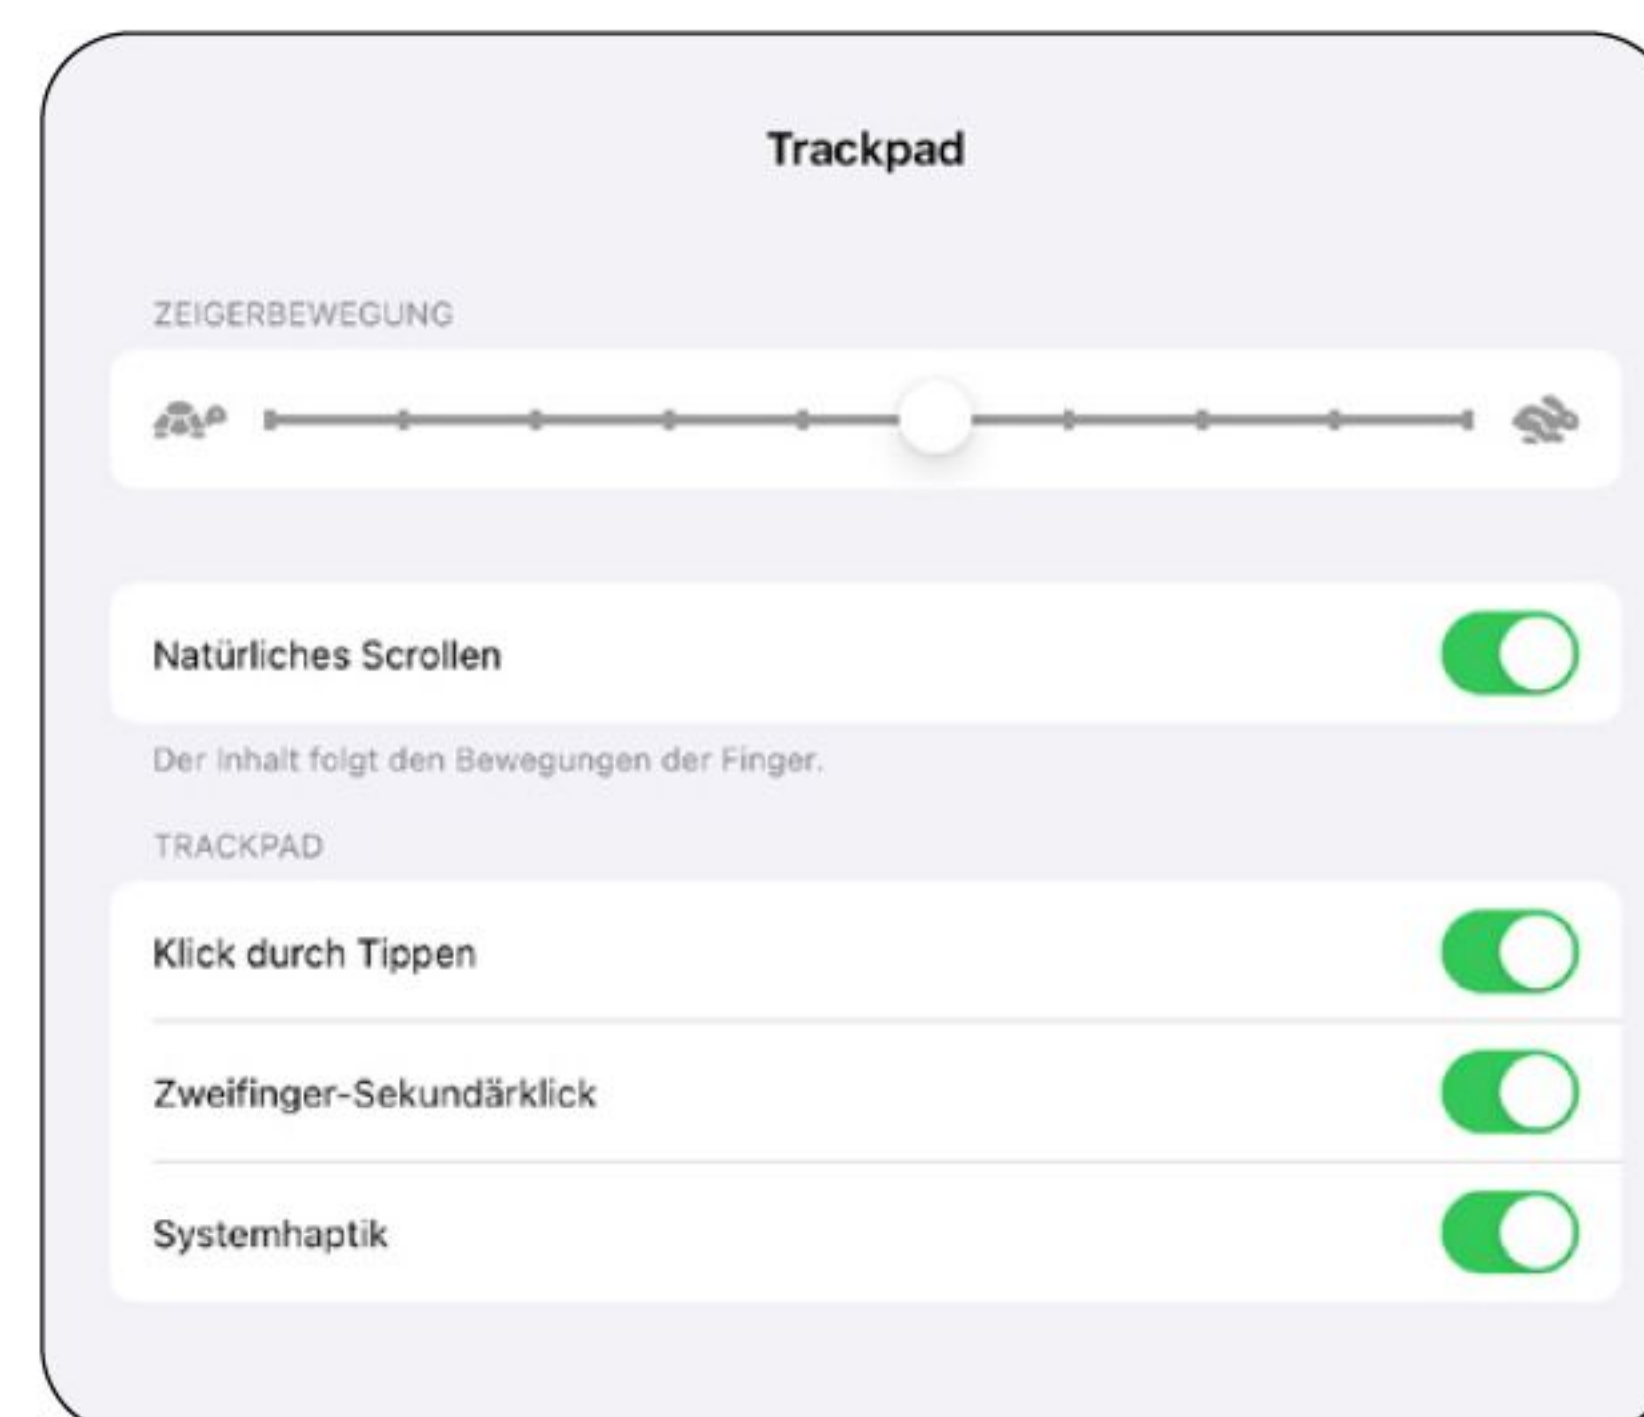 Trackpad
ZEIGERBEWEGUNG
Natürliches Scrollen
Der Inhalt folgt den Bewegungen der Finger.
TRACKPAD
Klick durch Tippen
Zweifinger-Sekundärklick
Systemhaptik